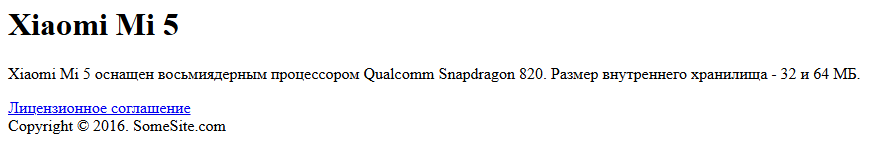 Xiaomi Mi 5
Xiaomi Mi 5 оснащен восьмиядерным процессором Qualcomm Snapdragon 820. Размер внутреннего хранилища - 32 и 64 МБ.
Лицензионное соглашение
Copyright © 2016. SomeSite.com